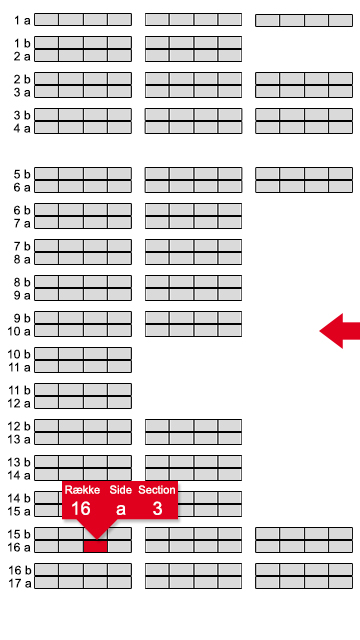 1 a
1 b
2 a
2 b
3 a
3 b
4 a
5 b
6 a
6 b
7 a
7 b
8 a
8 b
9 a
9 b
10 a
10 b
11 a
11 b
12 a
12 b
13 a
13 b
14 a
Række Side Section
14 b
15 a
16 a 3
15 b
16 a
16 b
17 a